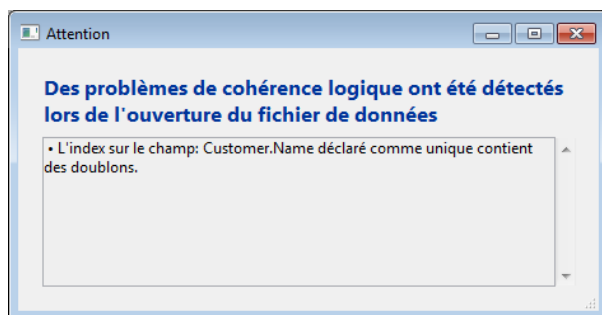 Attention
Des problèmes de cohérence logique ont été détectés
lors de l'ouverture du fichier de données
• L'index sur le champ: Customer.Name déclaré comme unique contient
des doublons.